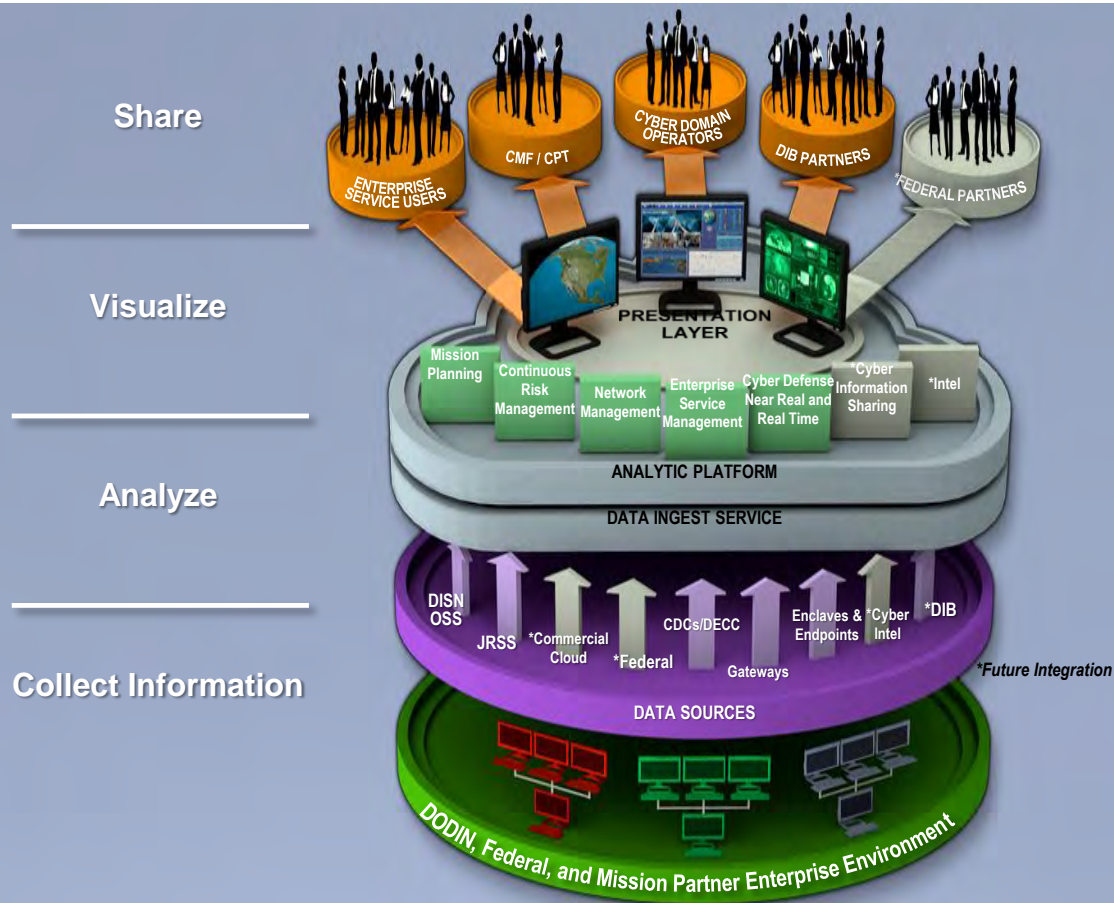 Share
Visualize
Analyze
Collect Information
ENTERPRISE
SERVICE USERS
CMF / CPT
CYBER DOMAIN
OPERATORS
DIB PARTNERS
*FEDERAL PARTNERS
PRESENTATION
LAYER
Mission
Planning
Continuous
Risk
Management
Network
Management
Enterprise
Service
Management
Cyber Defense
Near Real and
Real Time
*Cyber
Information
Sharing
*Intel
ANALYTIC PLATFORM
DATA INGEST SERVICE
DISN
OSS
JRSS
*Commercial
Cloud
*Federal
CDCs/DECC
Gateways
Enclaves &
Endpoints
*Cyber
Intel
*DIB
*Future Integration
DATA SOURCES
DODIN, Federal, and Mission Partner Enterprise Environment